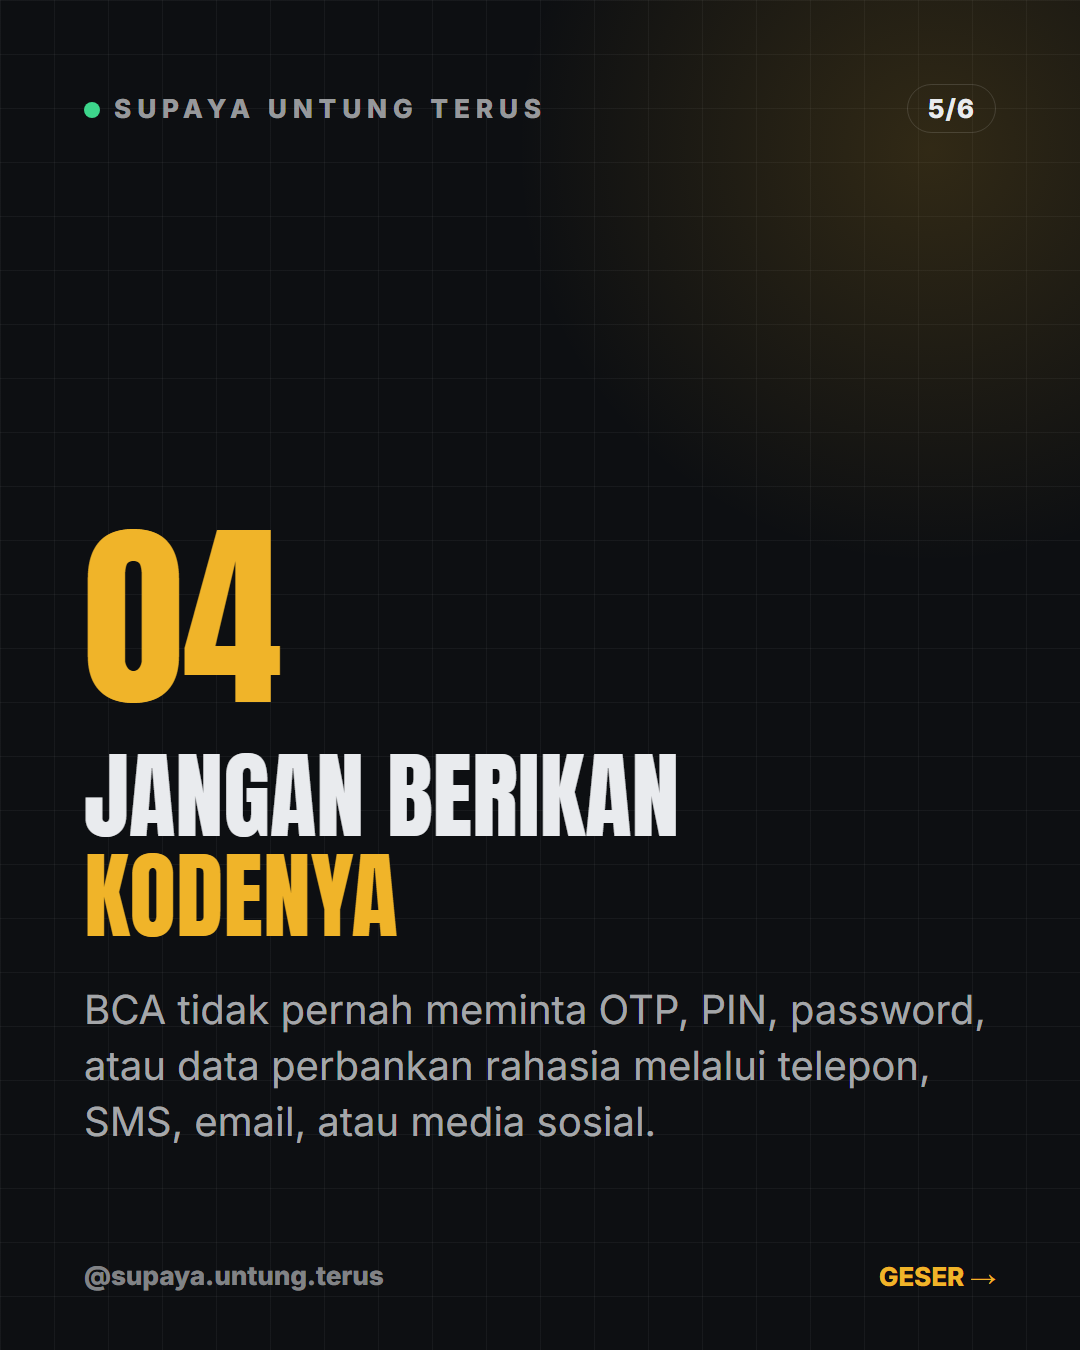 SUPAYA UNTUNG TERUS
5/6
04
JANGAN BERIKAN
KODENYA
BCA tidak pernah meminta OTP, PIN, password,
atau data perbankan rahasia melalui telepon,
SMS, email, atau media sosial.
@supaya.untung.terus
GESER →